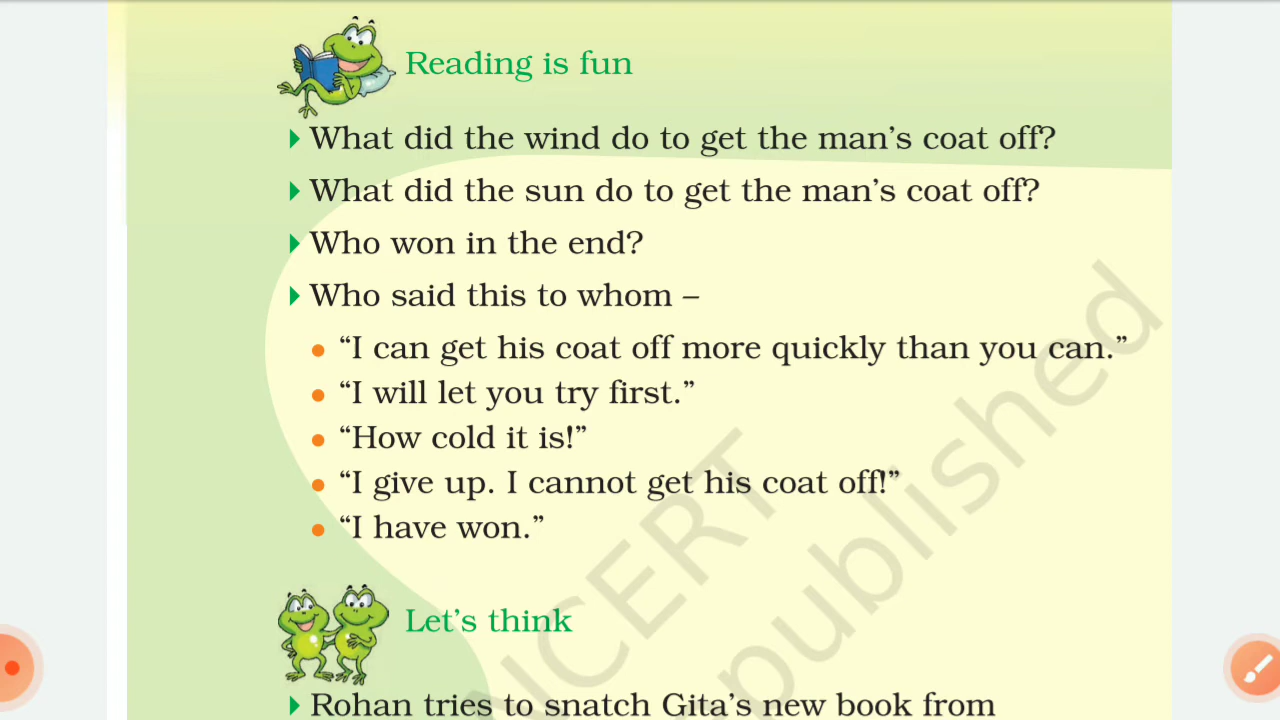 Reading is fun
What did the wind do to get the man's coat off?
What did the sun do to get the man's coat off?
Who won in the end?
Who said this to whom –
"I can get his coat off more quickly than you can."
"I will let you try first."
"How cold it is!"
"I give up. I cannot get his coat off!"
"I have won."
Let's think
Rohan tries to snatch Gita's new book from
NCERT
published